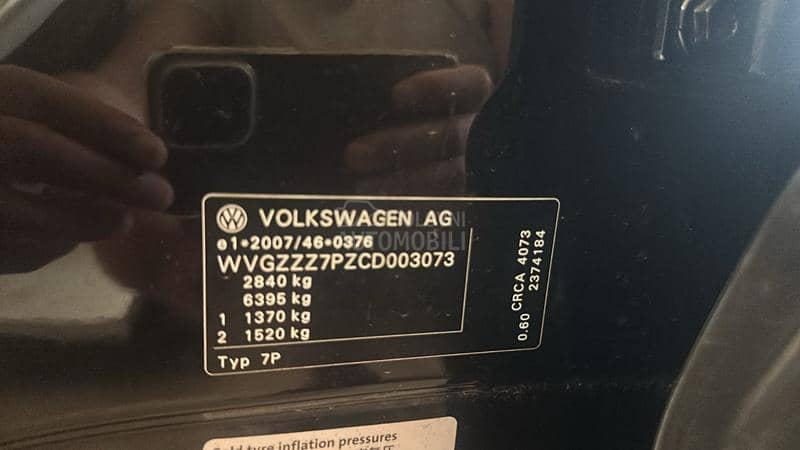 VOLKSWAGEN AG
e1*2007/46*0376
WVGZZZ7PZCD003073
2840 kg
6395 kg
1 1370 kg
2 1520 kg
Typ 7P
0.60 CRCA 4073
2374184
AUTOMOBILI
Cold tyre inflation pressures